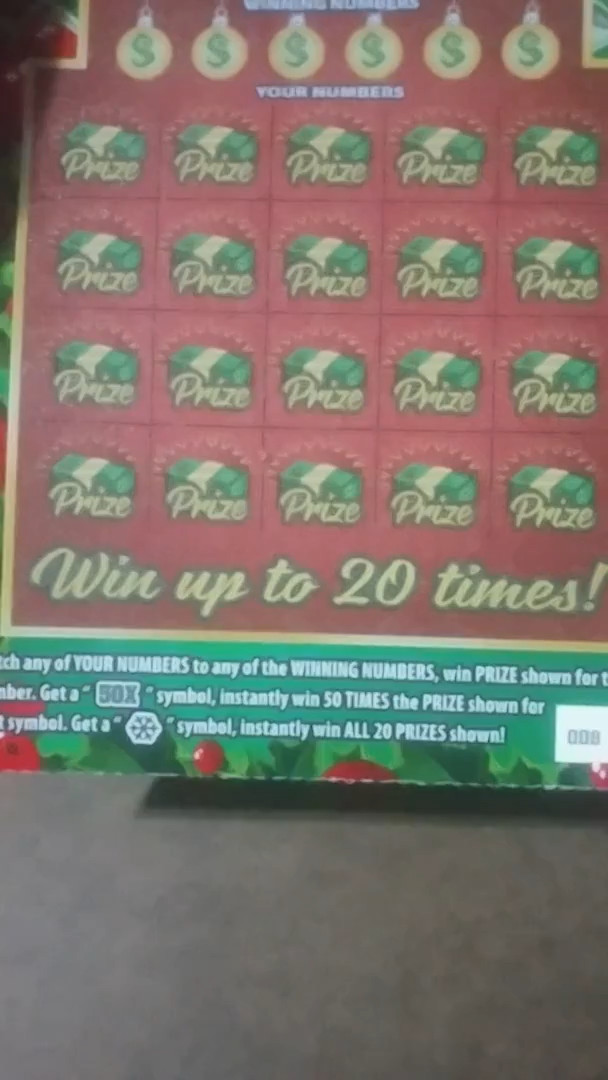 WINNING NUMBERS
$ $ $ $ $ $
YOUR NUMBERS
Prize Prize Prize Prize Prize
Prize Prize Prize Prize Prize
Prize Prize Prize Prize Prize
Prize Prize Prize Prize Prize
Win up to 20 times!
tch any of YOUR NUMBERS to any of the WINNING NUMBERS, win PRIZE shown for t
mber. Get a "50X" symbol, instantly win 50 TIMES the PRIZE shown for
t symbol. Get a " " symbol, instantly win ALL 20 PRIZES shown!